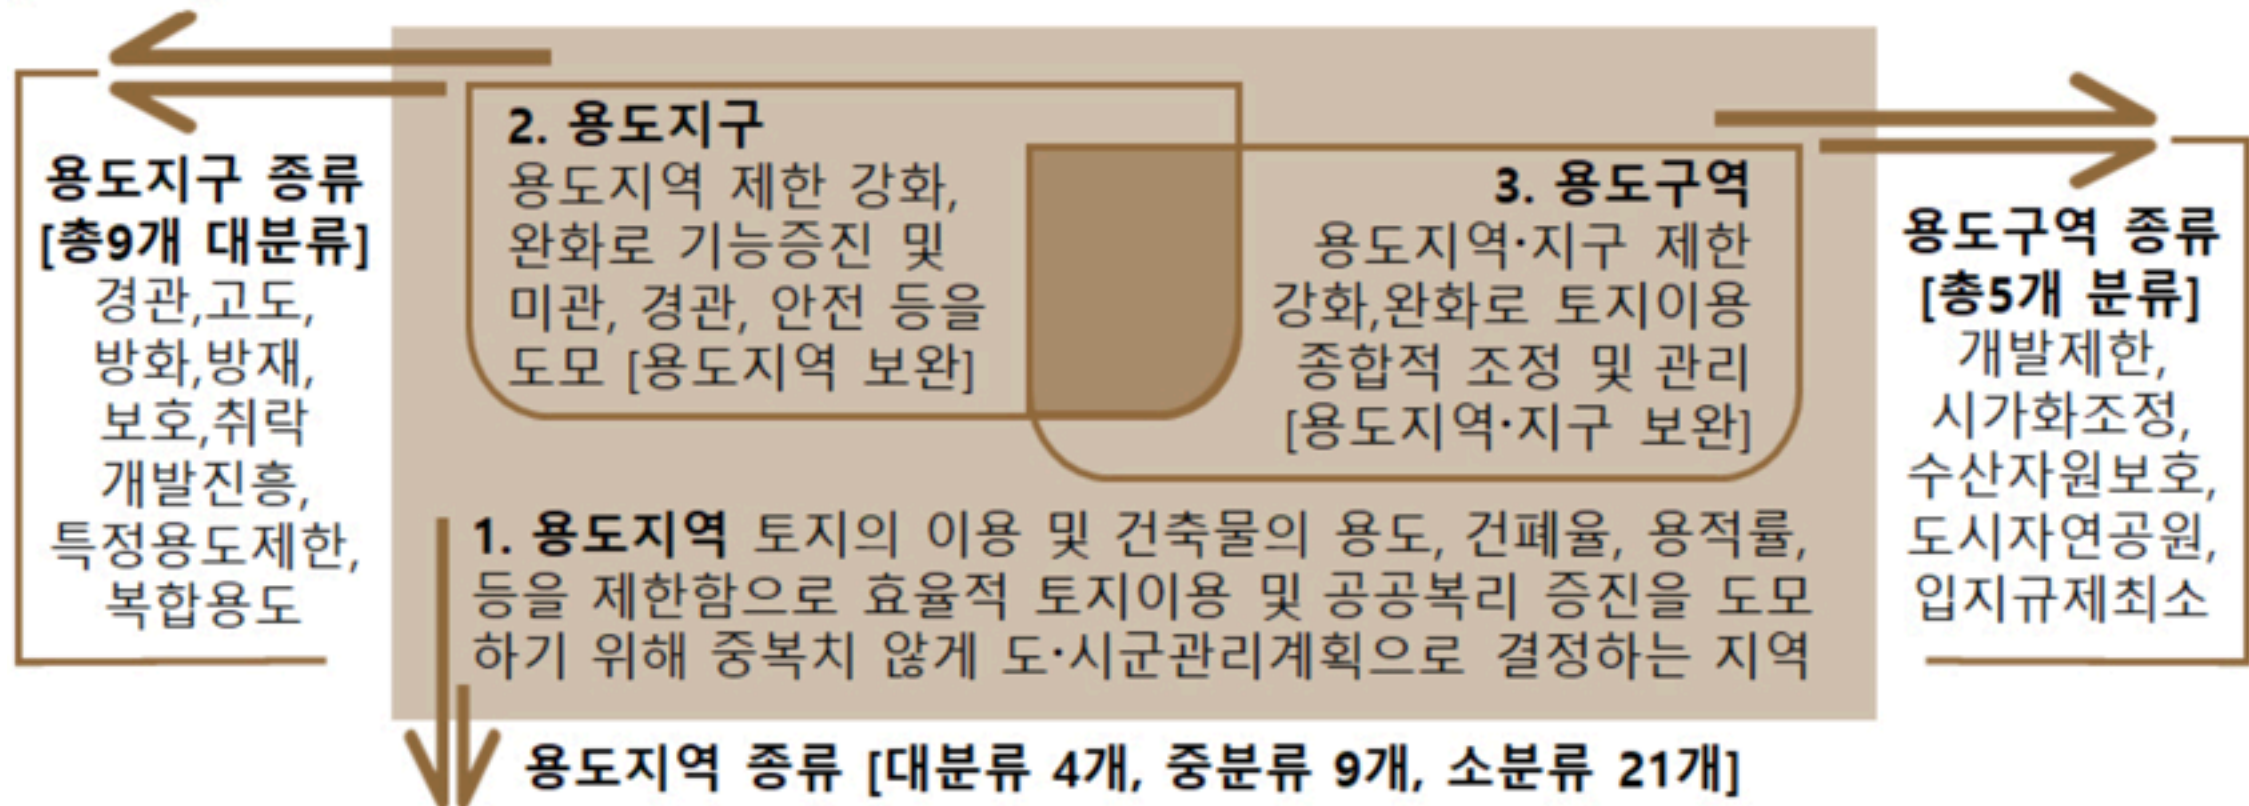 용도지구 종류
[총9개 대분류]
경관,고도,
방화,방재,
보호,취락
개발진흥,
특정용도제한,
복합용도
2. 용도지구
용도지역 제한 강화,
완화로 기능증진 및
미관, 경관, 안전 등을
도모 [용도지역 보완]
3. 용도구역
용도지역·지구 제한
강화,완화로 토지이용
종합적 조정 및 관리
[용도지역·지구 보완]
용도구역 종류
[총5개 분류]
개발제한,
시가화조정,
수산자원보호,
도시자연공원,
입지규제최소
1. 용도지역 토지의 이용 및 건축물의 용도, 건폐율, 용적률,
등을 제한함으로 효율적 토지이용 및 공공복리 증진을 도모
하기 위해 중복치 않게 도·시군관리계획으로 결정하는 지역
용도지역 종류 [대분류 4개, 중분류 9개, 소분류 21개]